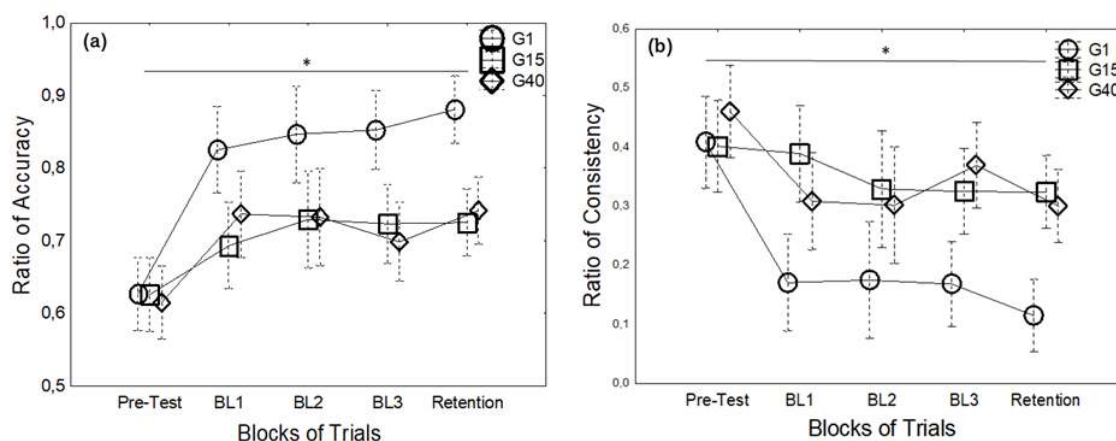 (a)
*
G1
G15
G40
Ratio of Accuracy
1,0
0,9
0,8
0,7
0,6
0,5
Pre-Test BL1 BL2 BL3 Retention
Blocks of Trials
(b)
*
G1
G15
G40
Ratio of Consistency
0,6
0,5
0,4
0,3
0,2
0,1
0,0
Pre-Test BL1 BL2 BL3 Retention
Blocks of Trials